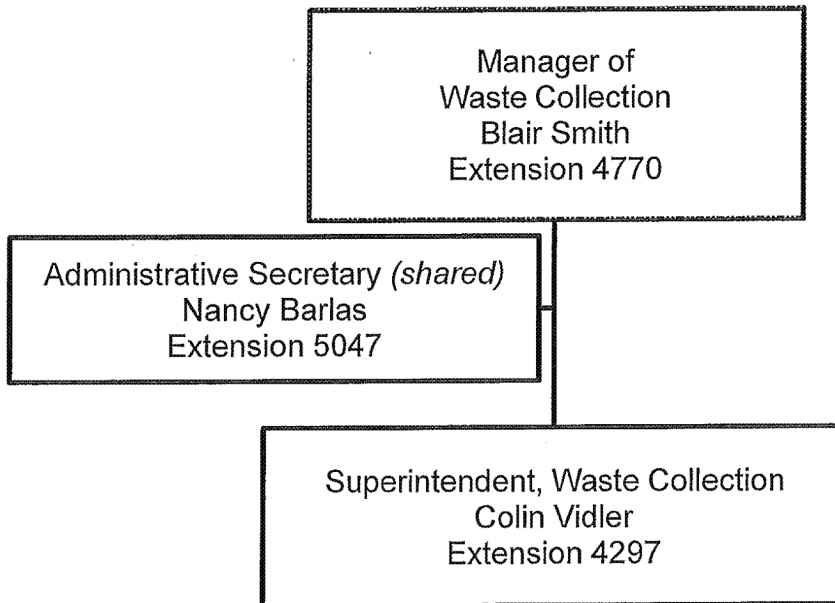 Manager of
Waste Collection
Blair Smith
Extension 4770
Administrative Secretary (shared)
Nancy Barlas
Extension 5047
Superintendent, Waste Collection
Colin Vidler
Extension 4297